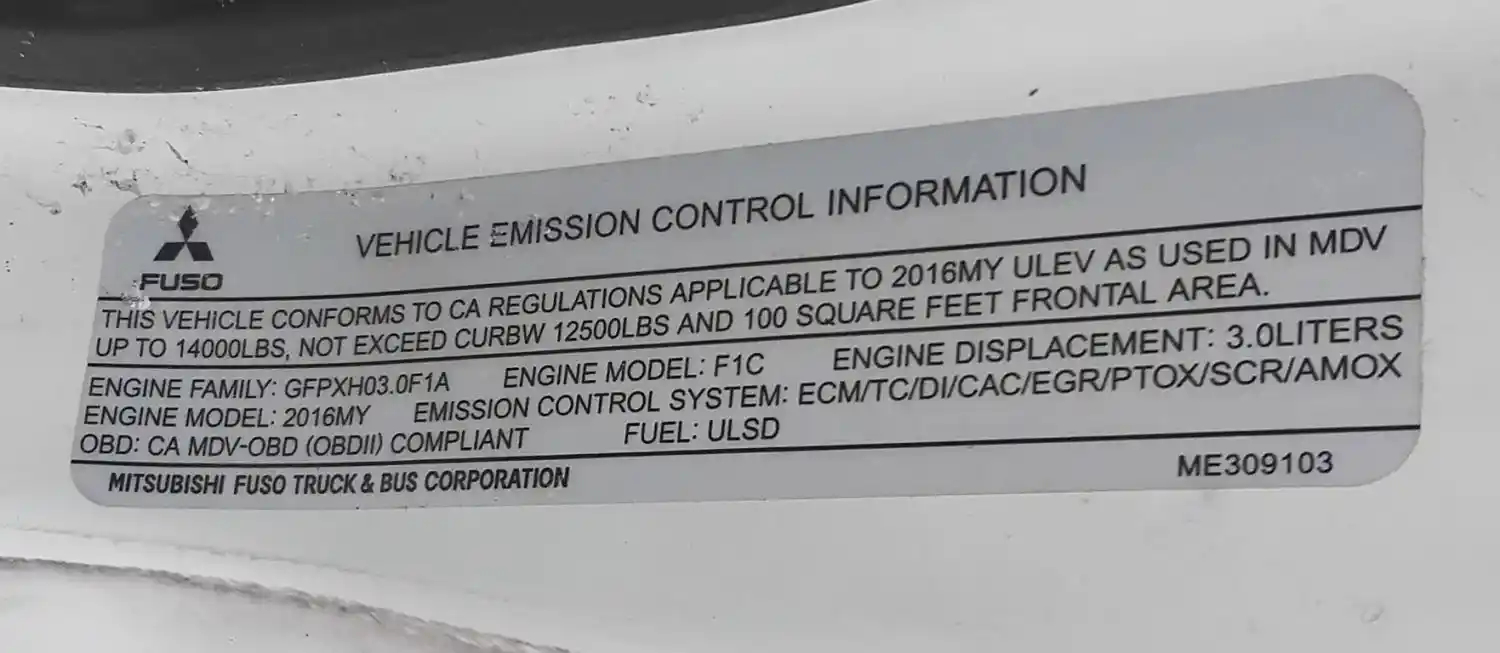 FUSO
VEHICLE EMISSION CONTROL INFORMATION
THIS VEHICLE CONFORMS TO CA REGULATIONS APPLICABLE TO 2016MY ULEV AS USED IN MDV
UP TO 14000LBS, NOT EXCEED CURBW 12500LBS AND 100 SQUARE FEET FRONTAL AREA.
ENGINE FAMILY: GFPXH03.0F1A ENGINE MODEL: F1C ENGINE DISPLACEMENT: 3.0LITERS
ENGINE MODEL: 2016MY EMISSION CONTROL SYSTEM: ECM/TC/DI/CAC/EGR/PTOX/SCR/AMOX
OBD: CA MDV-OBD (OBDII) COMPLIANT FUEL: ULSD
MITSUBISHI FUSO TRUCK & BUS CORPORATION ME309103